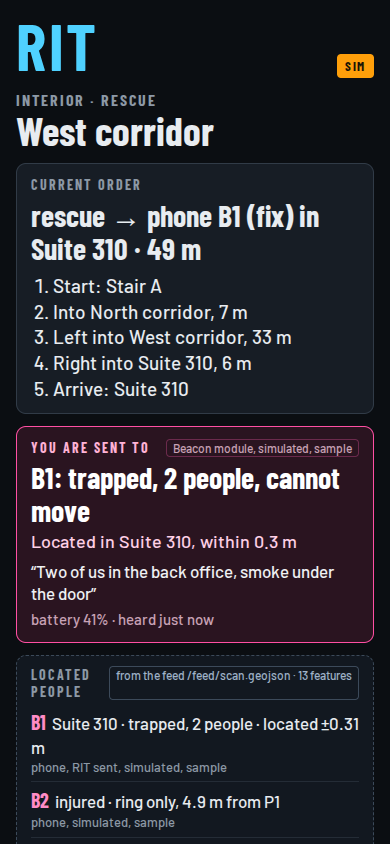 RIT
SIM
INTERIOR · RESCUE
West corridor
CURRENT ORDER
rescue → phone B1 (fix) in
Suite 310 · 49 m
1. Start: Stair A
2. Into North corridor, 7 m
3. Left into West corridor, 33 m
4. Right into Suite 310, 6 m
5. Arrive: Suite 310
YOU ARE SENT TO
Beacon module, simulated, sample
B1: trapped, 2 people, cannot
move
Located in Suite 310, within 0.3 m
“Two of us in the back office, smoke under
the door”
battery 41% · heard just now
LOCATED
PEOPLE
from the feed /feed/scan.geojson · 13 features
B1 Suite 310 · trapped, 2 people · located ±0.31
m
phone, RIT sent, simulated, sample
B2 injured · ring only, 4.9 m from P1
phone, simulated, sample